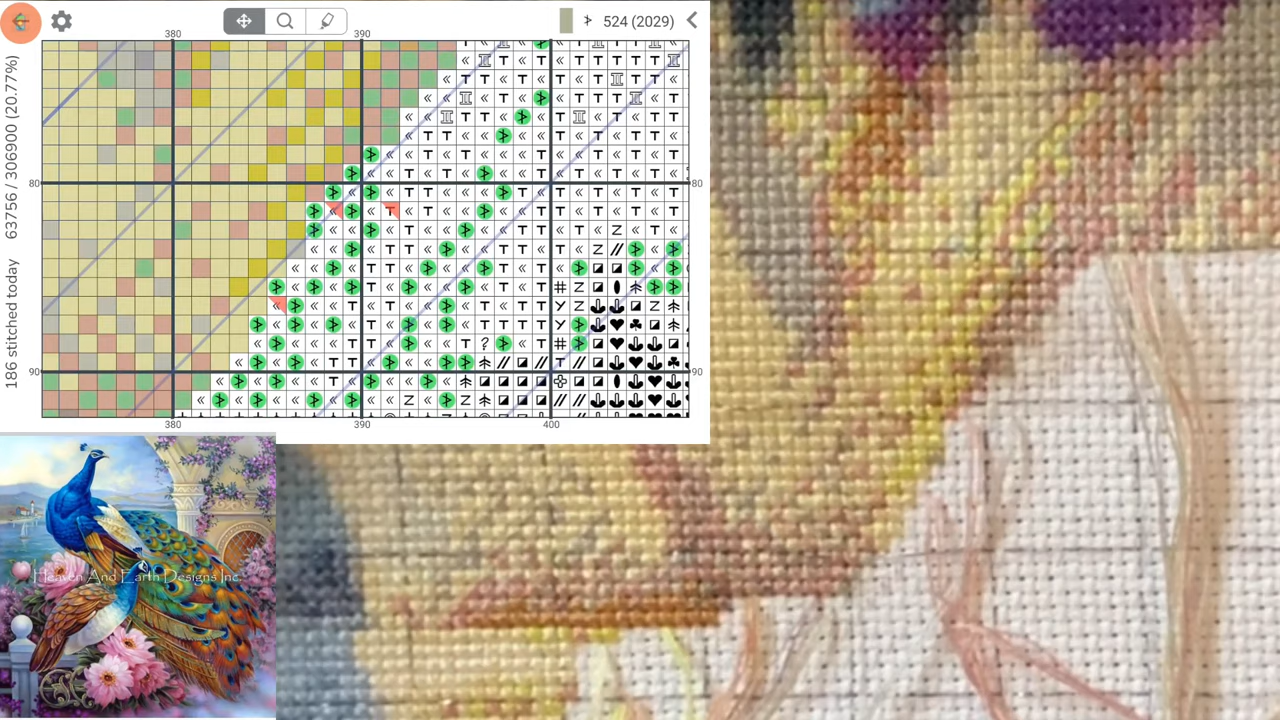 524 (2029)
380 390
186 stitched today 63756 / 306900 (20.77%)
80 80
90 90
380 390 400
Heaven And Earth Designs Inc.